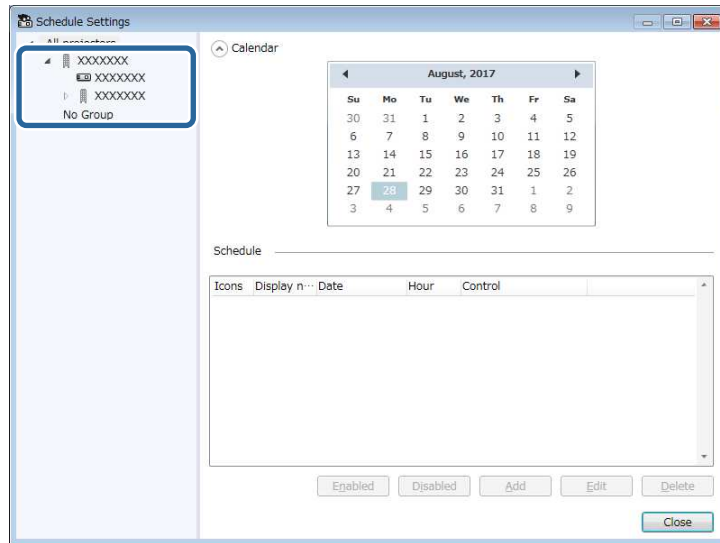 Schedule Settings
All projectors
XXXXXXX
XXXXXXX
XXXXXXX
No Group
Calendar
August, 2017
Su Mo Tu We Th Fr Sa
30 31 1 2 3 4 5
6 7 8 9 10 11 12
13 14 15 16 17 18 19
20 21 22 23 24 25 26
27 28 29 30 31 1 2
3 4 5 6 7 8 9
Schedule
Icons Display n··· Date Hour Control
Enabled Disabled Add Edit Delete
Close